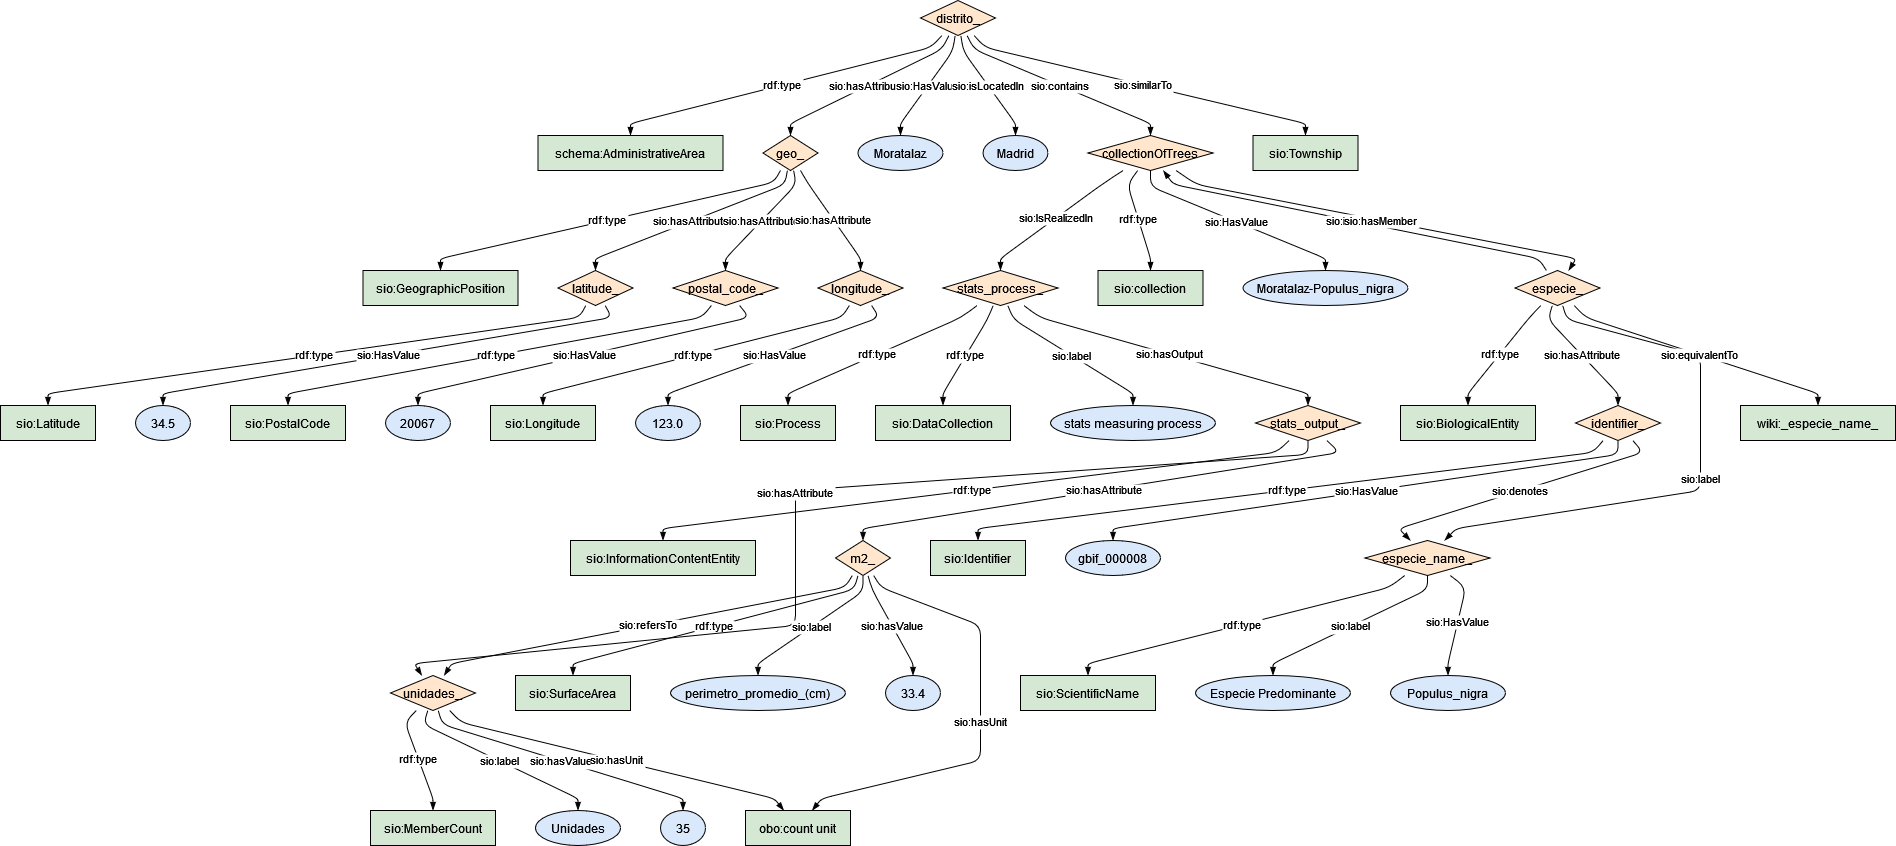 distrito_
rdf:type
sio:hasAttribu
sio:HasValu
sio:isLocatedIn
sio:contains
sio:similarTo
schema:AdministrativeArea
geo_
Moratalaz
Madrid
collectionOfTrees
sio:Township
rdf:type
sio:hasAttribut
sio:hasAttribut
sio:hasAttribute
sio:IsRealizedIn
rdf:type
sio:HasValue
sio:hasMember
sio:GeographicPosition
latitude_
postal_code_
longitude_
stats_process_
sio:collection
Moratalaz-Populus_nigra
especie_
rdf:type
sio:HasValue
rdf:type
sio:HasValue
rdf:type
sio:HasValue
rdf:type
rdf:type
sio:label
sio:hasOutput
rdf:type
sio:hasAttribute
sio:equivalentTo
sio:Latitude
34.5
sio:PostalCode
20067
sio:Longitude
123.0
sio:Process
sio:DataCollection
stats measuring process
stats_output_
sio:BiologicalEntity
identifier_
wiki:_especie_name_
sio:hasAttribute
rdf:type
sio:hasAttribute
rdf:type
sio:HasValue
sio:denotes
sio:label
sio:InformationContentEntity
m2_
sio:Identifier
gbif_000008
especie_name_
sio:refersTo
rdf:type
sio:label
sio:hasValue
rdf:type
sio:label
sio:HasValue
unidades_
sio:SurfaceArea
perimetro_promedio_(cm)
33.4
sio:ScientificName
Especie Predominante
Populus_nigra
sio:hasUnit
rdf:type
sio:label
sio:hasValue
sio:hasUnit
sio:MemberCount
Unidades
35
obo:count unit